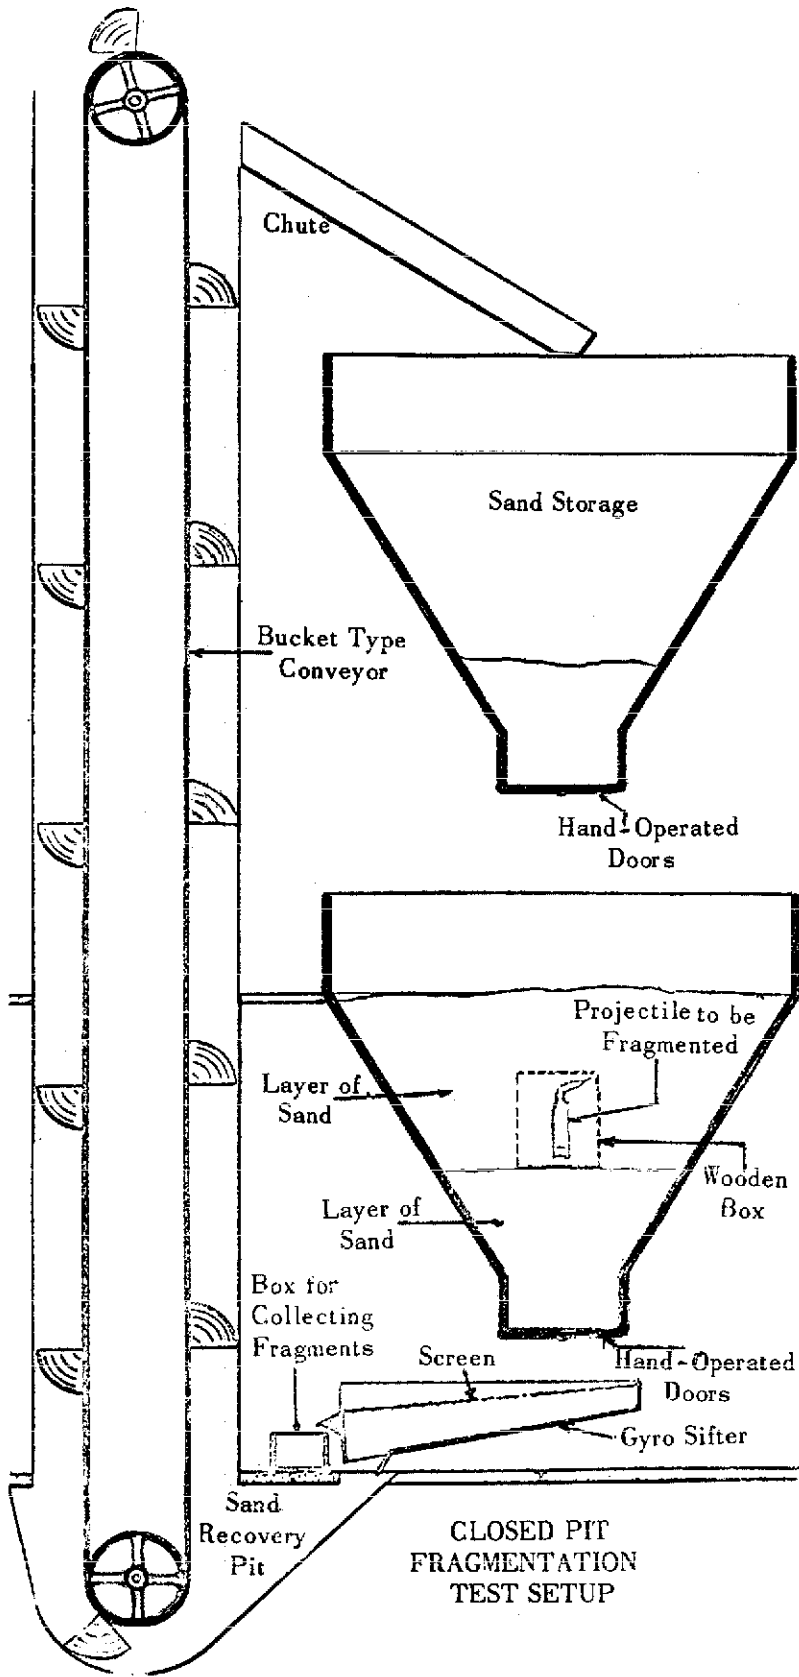 Chute
Sand Storage
Bucket Type
Conveyor
Hand-Operated
Doors
Projectile to be
Fragmented
Layer of
Sand
Wooden
Box
Layer of
Sand
Box for
Collecting
Fragments
Screen
Hand-Operated
Doors
Gyro Sifter
Sand
Recovery
Pit
CLOSED PIT
FRAGMENTATION
TEST SETUP